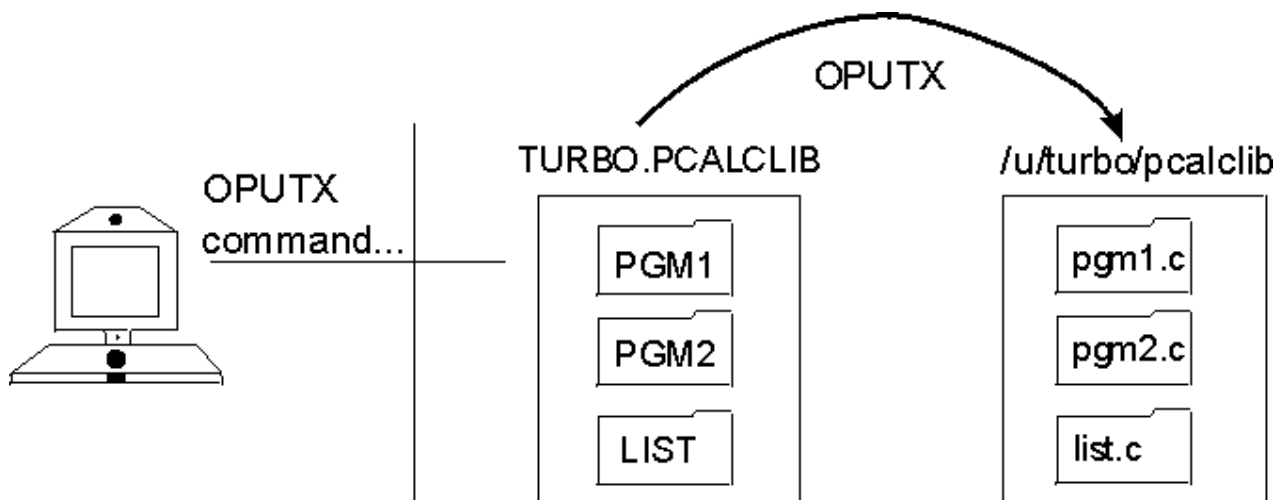 OPUTX
command...
OPUTX
TURBO.PCALCLIB
PGM1
PGM2
LIST
/u/turbo/pcalclib
pgm1.c
pgm2.c
list.c